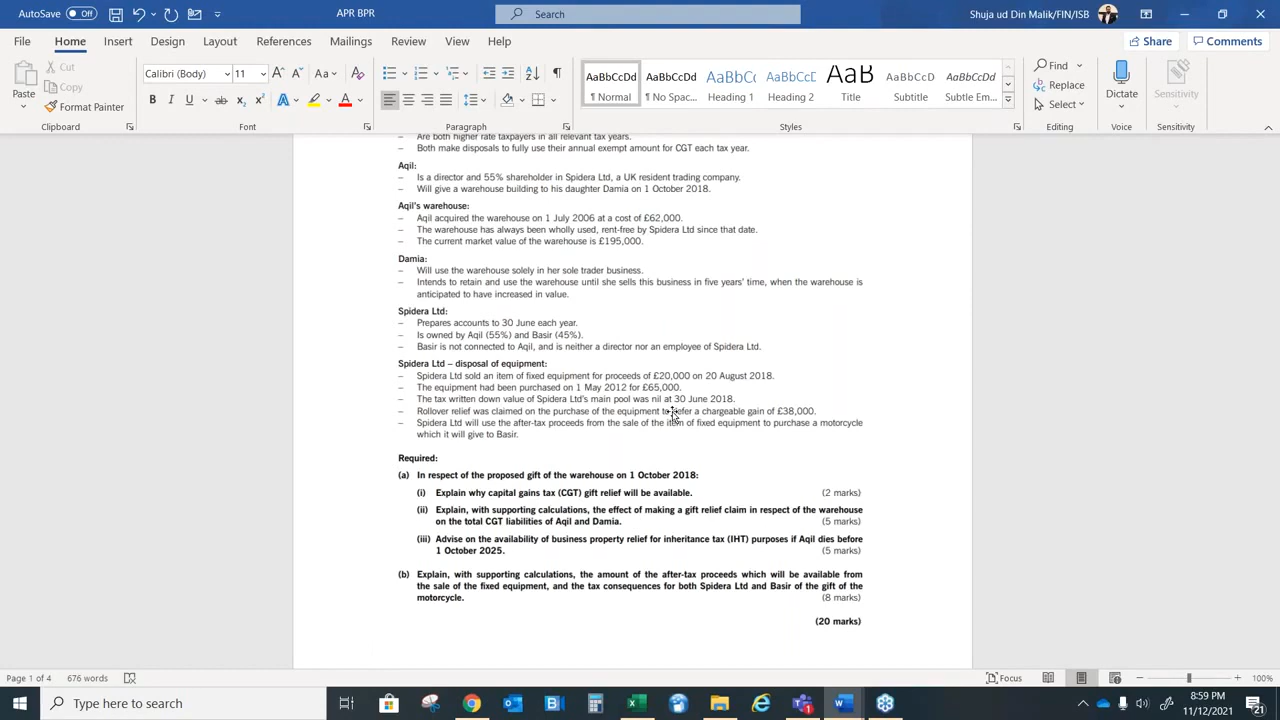 AutoSave Off
APR BPR
Search
Shija ud Din Malik/FIN/ISB
File Home Insert Design Layout References Mailings Review View Help
Share Comments
Cut
Copy
Format Painter
Paste
Calibri (Body) 11
AaBbCcDd AaBbCcDd AaBbCc AaBbCcE AaB AaBbCcD AaBbCcDd
¶ Normal ¶ No Spac... Heading 1 Heading 2 Title Subtitle Subtle Em...
Find
Replace
Select
Dictate
Sensitivity
Clipboard Font Paragraph Styles Editing Voice Sensitivity
– Are both higher rate taxpayers in all relevant tax years.
– Both make disposals to fully use their annual exempt amount for CGT each tax year.
Aqil:
– Is a director and 55% shareholder in Spidera Ltd, a UK resident trading company.
– Will give a warehouse building to his daughter Damia on 1 October 2018.
Aqil's warehouse:
– Aqil acquired the warehouse on 1 July 2006 at a cost of £62,000.
– The warehouse has always been wholly used, rent-free by Spidera Ltd since that date.
– The current market value of the warehouse is £195,000.
Damia:
– Will use the warehouse solely in her sole trader business.
– Intends to retain and use the warehouse until she sells this business in five years' time, when the warehouse is
anticipated to have increased in value.
Spidera Ltd:
– Prepares accounts to 30 June each year.
– Is owned by Aqil (55%) and Basir (45%).
– Basir is not connected to Aqil, and is neither a director nor an employee of Spidera Ltd.
Spidera Ltd – disposal of equipment:
– Spidera Ltd sold an item of fixed equipment for proceeds of £20,000 on 20 August 2018.
– The equipment had been purchased on 1 May 2012 for £65,000.
– The tax written down value of Spidera Ltd's main pool was nil at 30 June 2018.
– Rollover relief was claimed on the purchase of the equipment to defer a chargeable gain of £38,000.
– Spidera Ltd will use the after-tax proceeds from the sale of the item of fixed equipment to purchase a motorcycle
which it will give to Basir.
Required:
(a) In respect of the proposed gift of the warehouse on 1 October 2018:
(i) Explain why capital gains tax (CGT) gift relief will be available. (2 marks)
(ii) Explain, with supporting calculations, the effect of making a gift relief claim in respect of the warehouse
on the total CGT liabilities of Aqil and Damia. (5 marks)
(iii) Advise on the availability of business property relief for inheritance tax (IHT) purposes if Aqil dies before
1 October 2025. (5 marks)
(b) Explain, with supporting calculations, the amount of the after-tax proceeds which will be available from
the sale of the fixed equipment, and the tax consequences for both Spidera Ltd and Basir of the gift of the
motorcycle. (8 marks)
(20 marks)
Page 1 of 4 676 words
Focus
100%
Type here to search
8:59 PM
11/12/2021